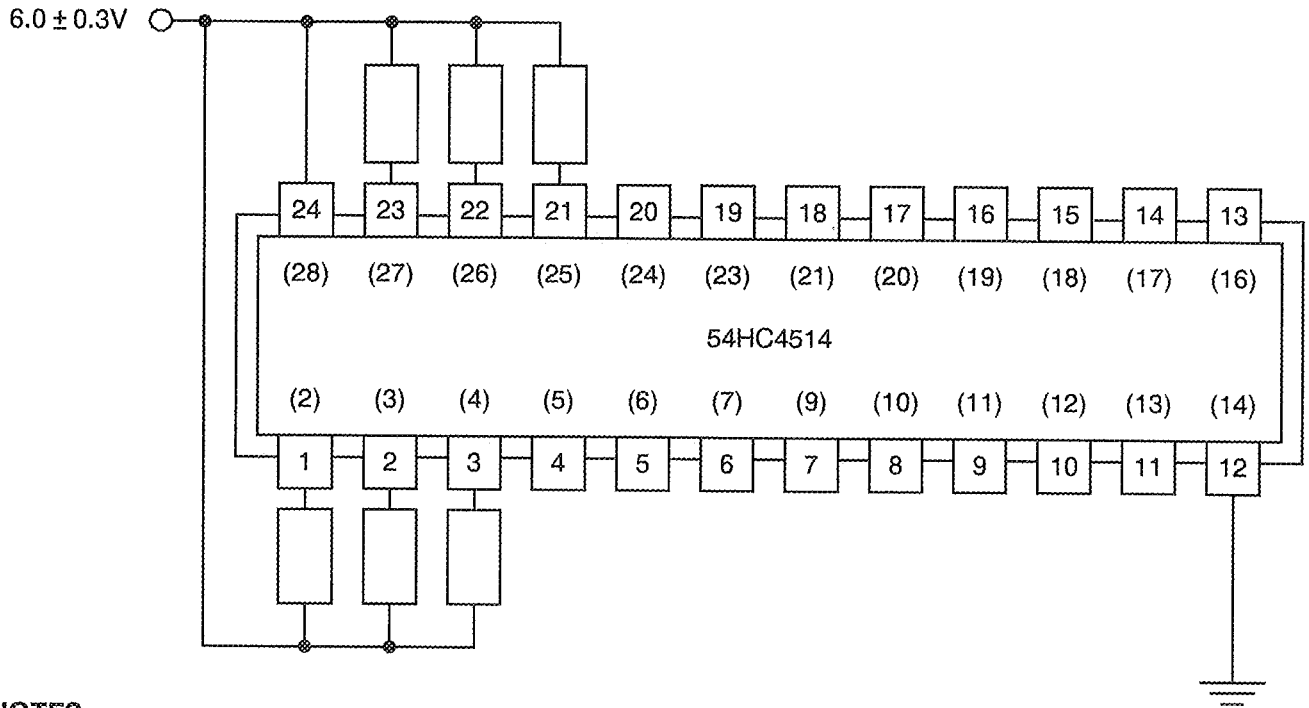 6.0 ± 0.3V
24 23 22 21 20 19 18 17 16 15 14 13
(28) (27) (26) (25) (24) (23) (21) (20) (19) (18) (17) (16)
54HC4514
(2) (3) (4) (5) (6) (7) (9) (10) (11) (12) (13) (14)
1 2 3 4 5 6 7 8 9 10 11 12